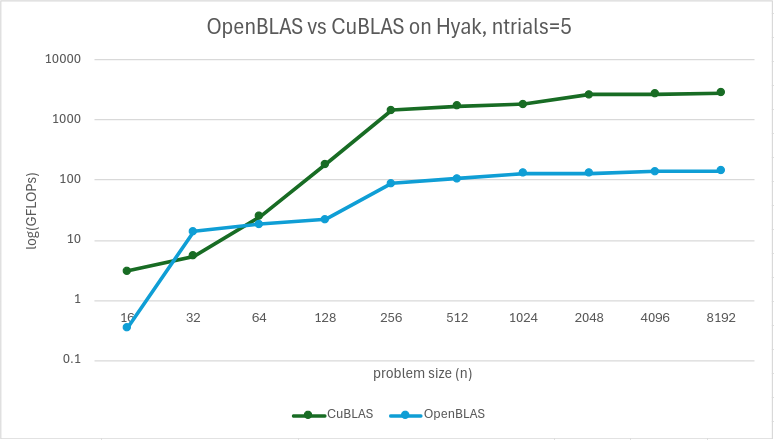 OpenBLAS vs CuBLAS on Hyak, ntrials=5
10000
1000
100
10
1
0.1
log(GFLOPs)
16 32 64 128 256 512 1024 2048 4096 8192
problem size (n)
CuBLAS OpenBLAS